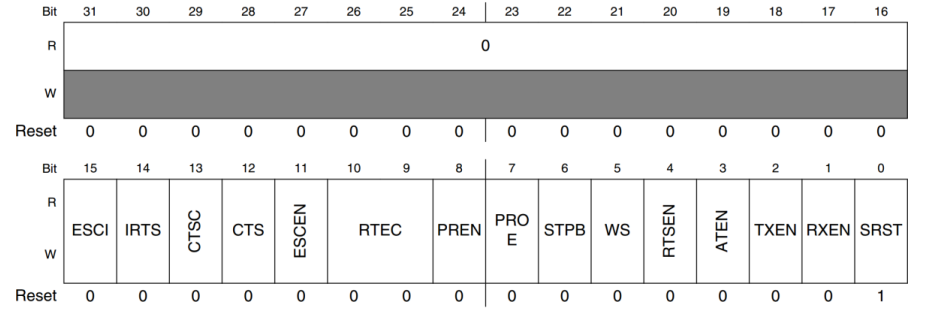 Bit 31 30 29 28 27 26 25 24 23 22 21 20 19 18 17 16
R 0
W
Reset 0 0 0 0 0 0 0 0 0 0 0 0 0 0 0 0
Bit 15 14 13 12 11 10 9 8 7 6 5 4 3 2 1 0
R
ESCI IRTS CTSC CTS ESCEN RTEC PREN PRO
E STPB WS RTSEN ATEN TXEN RXEN SRST
W
Reset 0 0 0 0 0 0 0 0 0 0 0 0 0 0 0 1